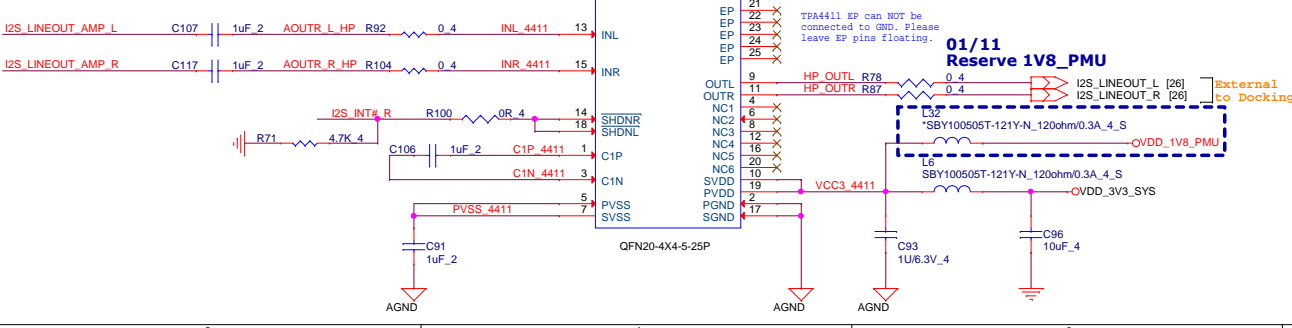 I2S_LINEOUT_AMP_L C107 1uF_2 AOUTR_L_HP R92 0_4 INL_4411 13 INL
I2S_LINEOUT_AMP_R C117 1uF_2 AOUTR_R_HP R104 0_4 INR_4411 15 INR
I2S_INT#_R R100 0R_4 14 SHDNR
18 SHDNL
R71 4.7K_4
C106 1uF_2 C1P_4411 1 C1P
C1N_4411 3 C1N
5 PVSS
PVSS_4411 7 SVSS
C91
1uF_2
AGND
EP 21
EP 22
EP 23
EP 24
EP 25
TPA4411 EP can NOT be
connected to GND. Please
leave EP pins floating.
01/11
Reserve 1V8_PMU
OUTL 9 HP_OUTL R78 0_4 I2S_LINEOUT_L [26]
OUTR 11 HP_OUTR R87 0_4 I2S_LINEOUT_R [26]
External
to Docking
NC1 4
NC2 6
NC3 8
NC4 12
NC5 16
NC6 20
SVDD 10
PVDD 19 VCC3_4411
PGND 2
SGND 17
QFN20-4X4-5-25P
L32
*SBY100505T-121Y-N_120ohm/0.3A_4_S
VDD_1V8_PMU
L6
SBY100505T-121Y-N_120ohm/0.3A_4_S
VDD_3V3_SYS
C93
1U/6.3V_4
C96
10uF_4
AGND
AGND